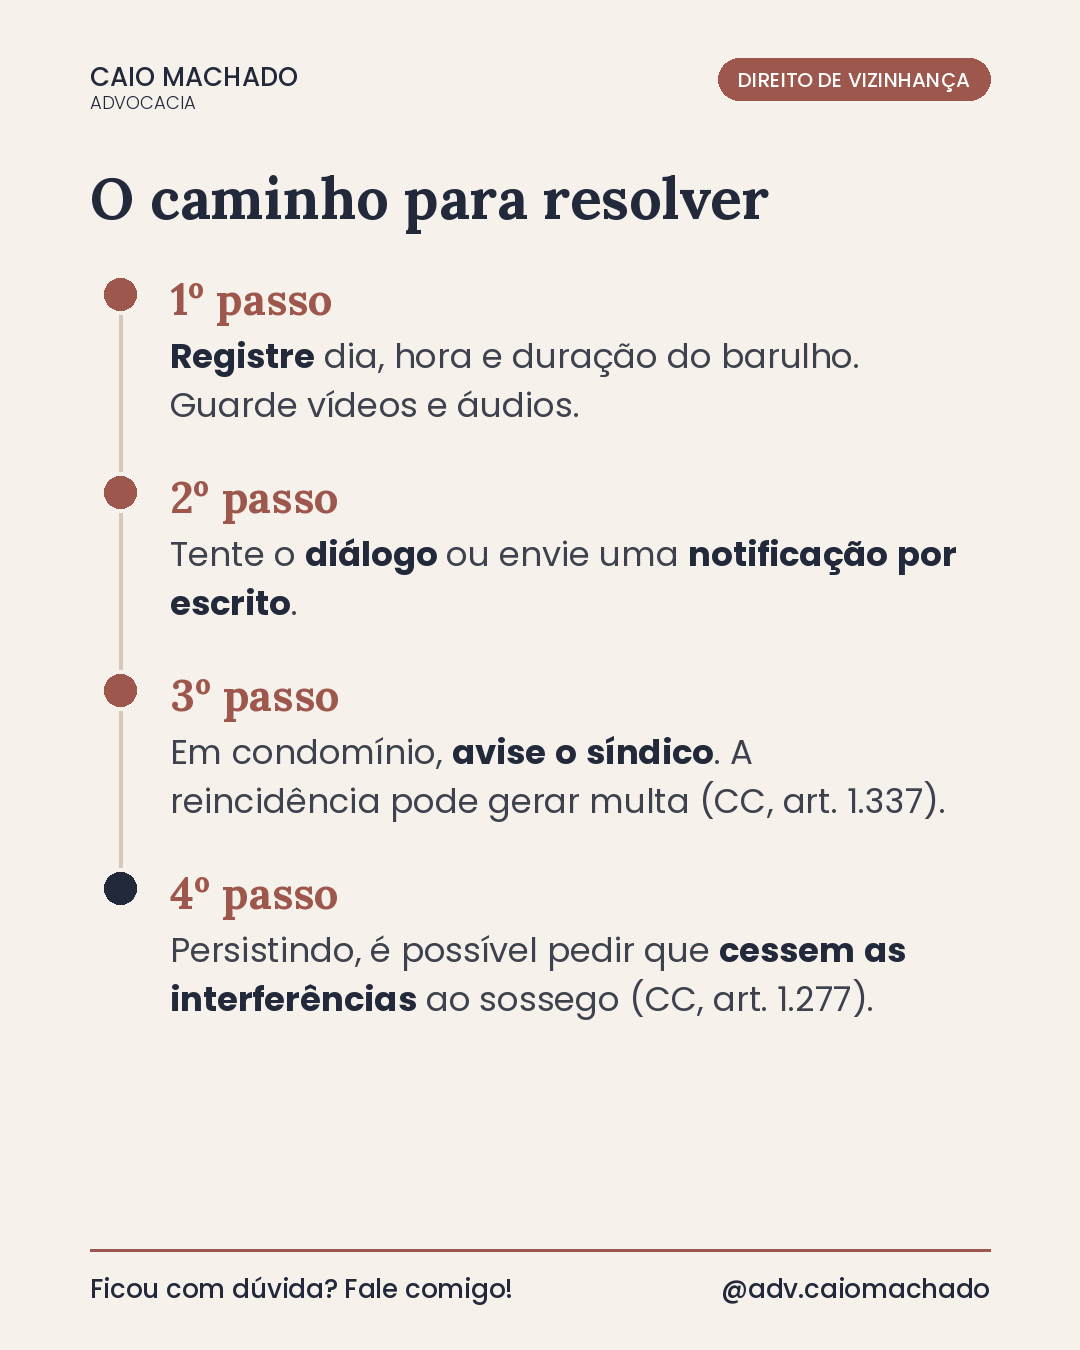 CAIO MACHADO
ADVOCACIA
DIREITO DE VIZINHANÇA
O caminho para resolver
1º passo
Registre dia, hora e duração do barulho.
Guarde vídeos e áudios.
2º passo
Tente o diálogo ou envie uma notificação por
escrito.
3º passo
Em condomínio, avise o síndico. A
reincidência pode gerar multa (CC, art. 1.337).
4º passo
Persistindo, é possível pedir que cessem as
interferências ao sossego (CC, art. 1.277).
Ficou com dúvida? Fale comigo!
@adv.caiomachado